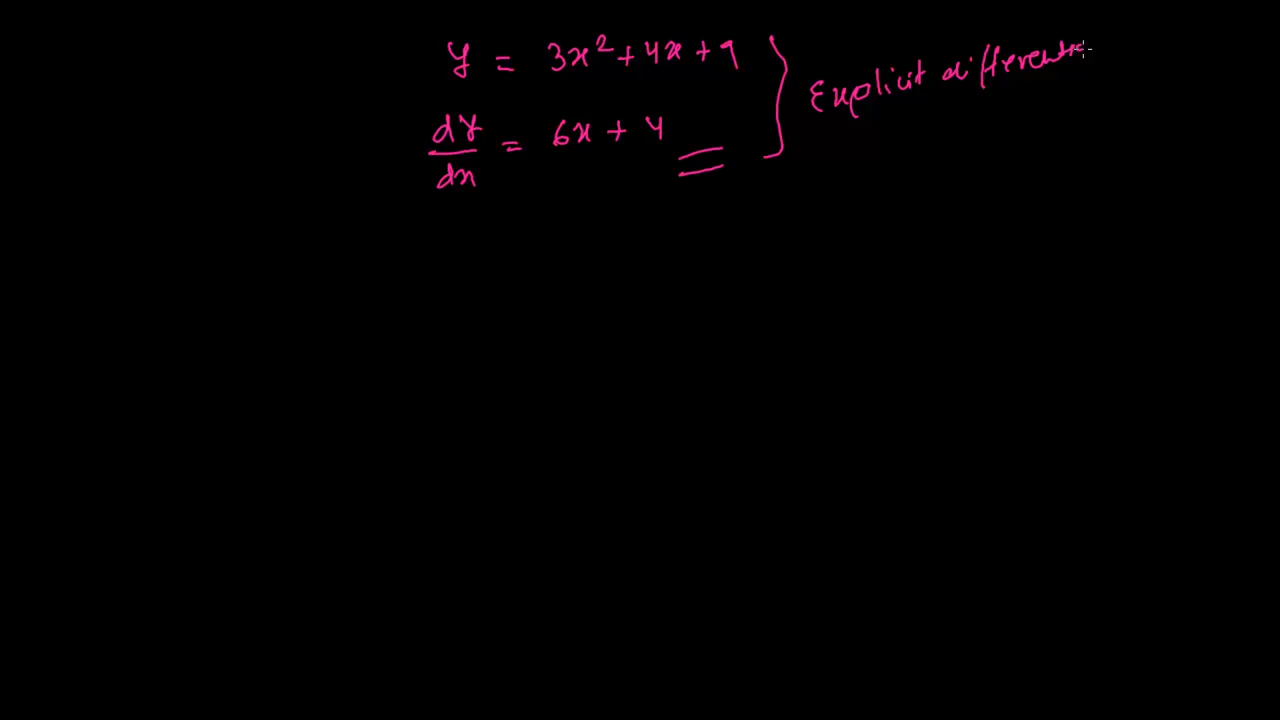 y = 3x² + 4x + 9
dy/dx = 6x + 4
Explicit differenti